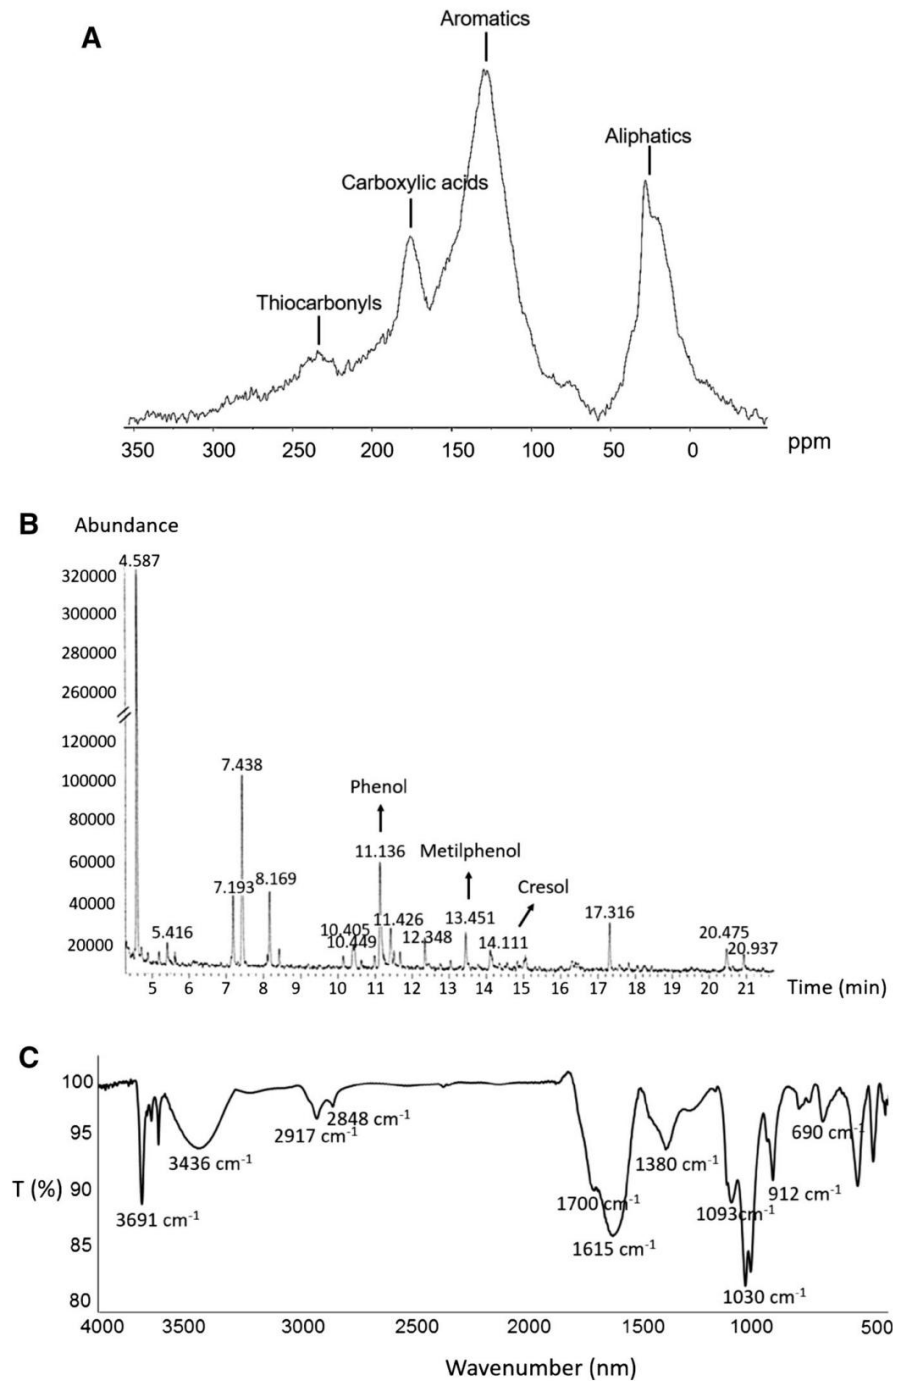 A
Aromatics
Aliphatics
Carboxylic acids
Thiocarbonyls
350 300 250 200 150 100 50 0 ppm
B Abundance
4.587
320000
300000
280000
260000
120000
7.438
100000
Phenol
80000
11.136 Metilphenol
60000
7.193 8.169 Cresol
40000
10.405 11.426 13.451 17.316
10.449 12.348 14.111 20.475
20000 5.416 20.937
5 6 7 8 9 10 11 12 13 14 15 16 17 18 19 20 21 Time (min)
C
100
2917 cm-1 2848 cm-1 690 cm-1
95
3436 cm-1 1380 cm-1
T (%) 90
3691 cm-1 1700 cm-1 1093cm-1 912 cm-1
85 1615 cm-1
80 1030 cm-1
4000 3500 3000 2500 2000 1500 1000 500
Wavenumber (nm)